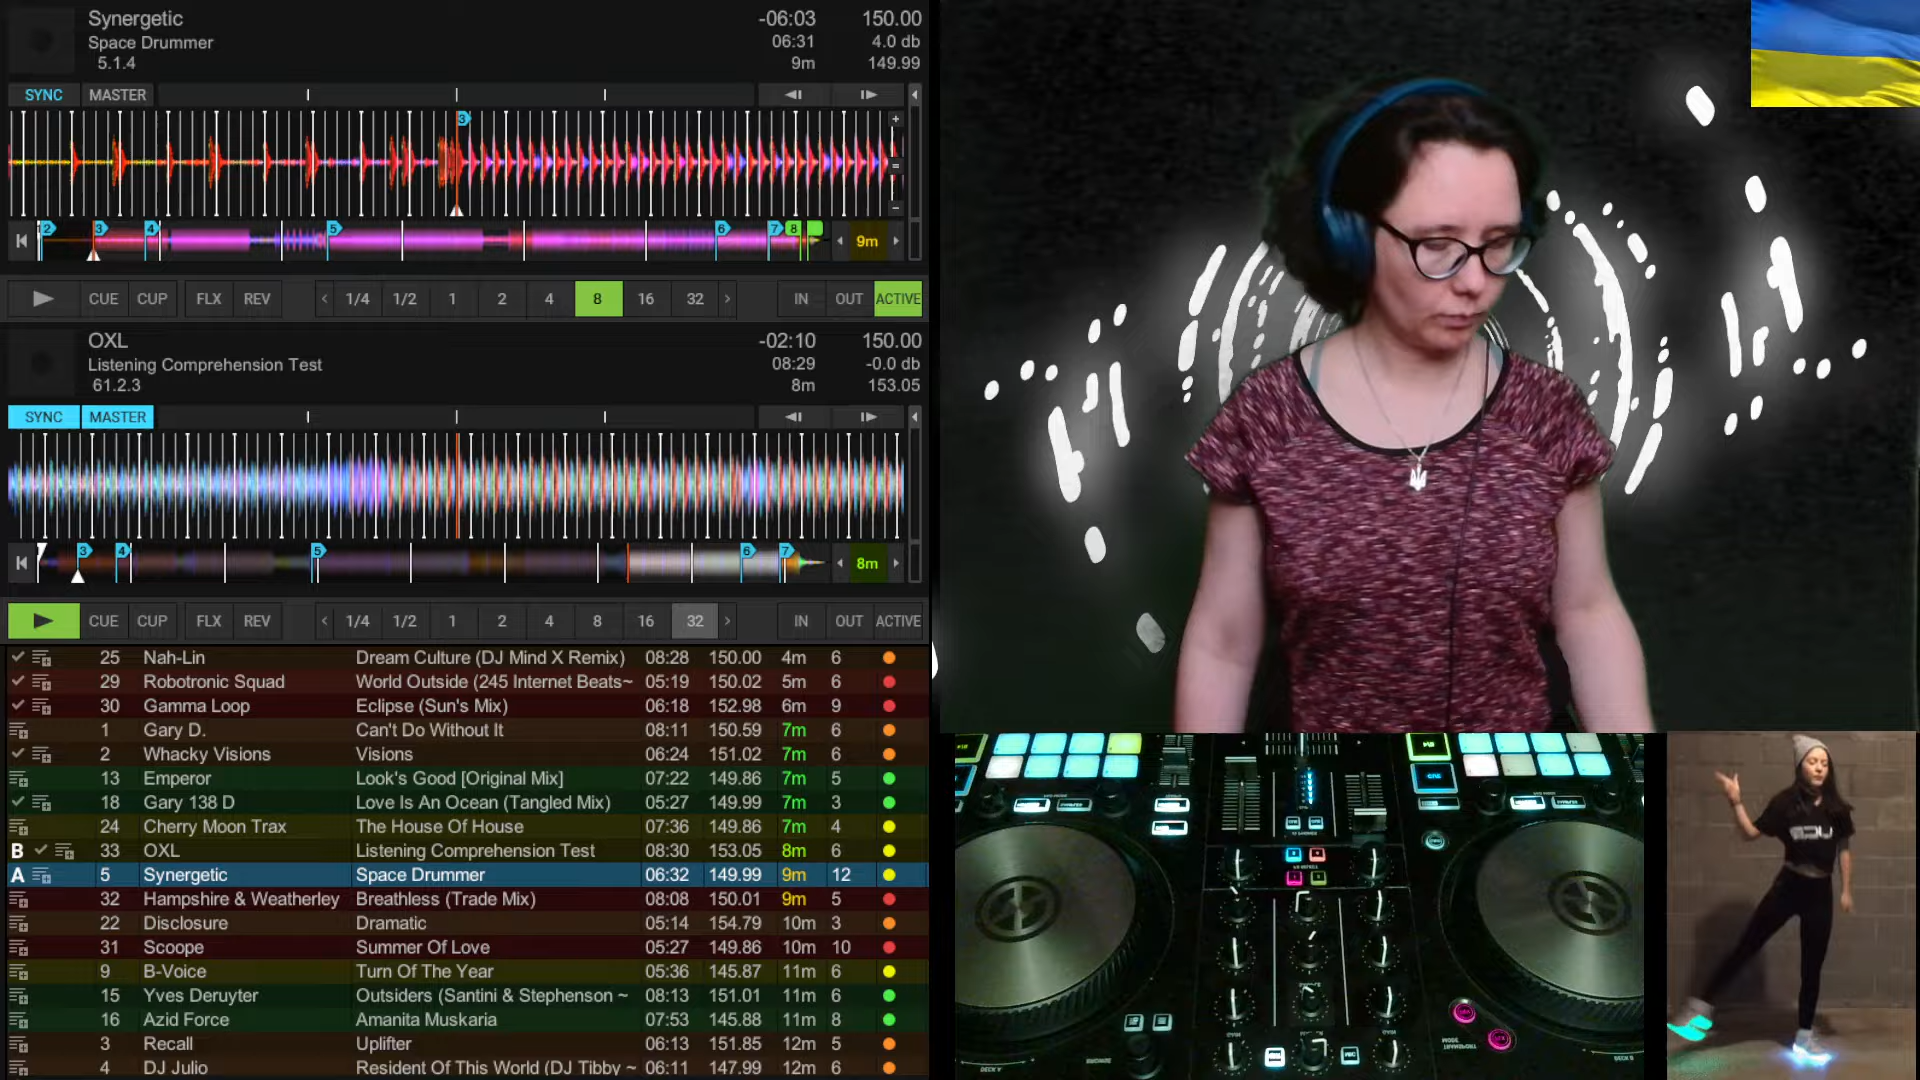 Synergetic -06:03 150.00
Space Drummer 06:31 4.0 db
5.1.4 9m 149.99
SYNC MASTER
3
2 3 4 5 6 7 8 9m
CUE CUP FLX REV 1/4 1/2 1 2 4 8 16 32 IN OUT ACTIVE
OXL -02:10 150.00
Listening Comprehension Test 08:29 -0.0 db
61.2.3 8m 153.05
SYNC MASTER
3 4 5 6 7 8m
CUE CUP FLX REV 1/4 1/2 1 2 4 8 16 32 IN OUT ACTIVE
25 Nah-Lin Dream Culture (DJ Mind X Remix) 08:28 150.00 4m 6
29 Robotronic Squad World Outside (245 Internet Beats~ 05:19 150.02 5m 6
30 Gamma Loop Eclipse (Sun's Mix) 06:18 152.98 6m 9
1 Gary D. Can't Do Without It 08:11 150.59 7m 6
2 Whacky Visions Visions 06:24 151.02 7m 6
13 Emperor Look's Good [Original Mix] 07:22 149.86 7m 5
18 Gary 138 D Love Is An Ocean (Tangled Mix) 05:27 149.99 7m 3
24 Cherry Moon Trax The House Of House 07:36 149.86 7m 4
B 33 OXL Listening Comprehension Test 08:30 153.05 8m 6
A 5 Synergetic Space Drummer 06:32 149.99 9m 12
32 Hampshire & Weatherley Breathless (Trade Mix) 08:08 150.01 9m 5
22 Disclosure Dramatic 05:14 154.79 10m 3
31 Scoope Summer Of Love 05:27 149.86 10m 10
9 B-Voice Turn Of The Year 05:36 145.87 11m 6
15 Yves Deruyter Outsiders (Santini & Stephenson ~ 08:13 151.01 11m 6
16 Azid Force Amanita Muskaria 07:53 145.88 11m 8
3 Recall Uplifter 06:13 151.85 12m 5
4 DJ Julio Resident Of This World (DJ Tibby ~ 06:11 147.99 12m 6